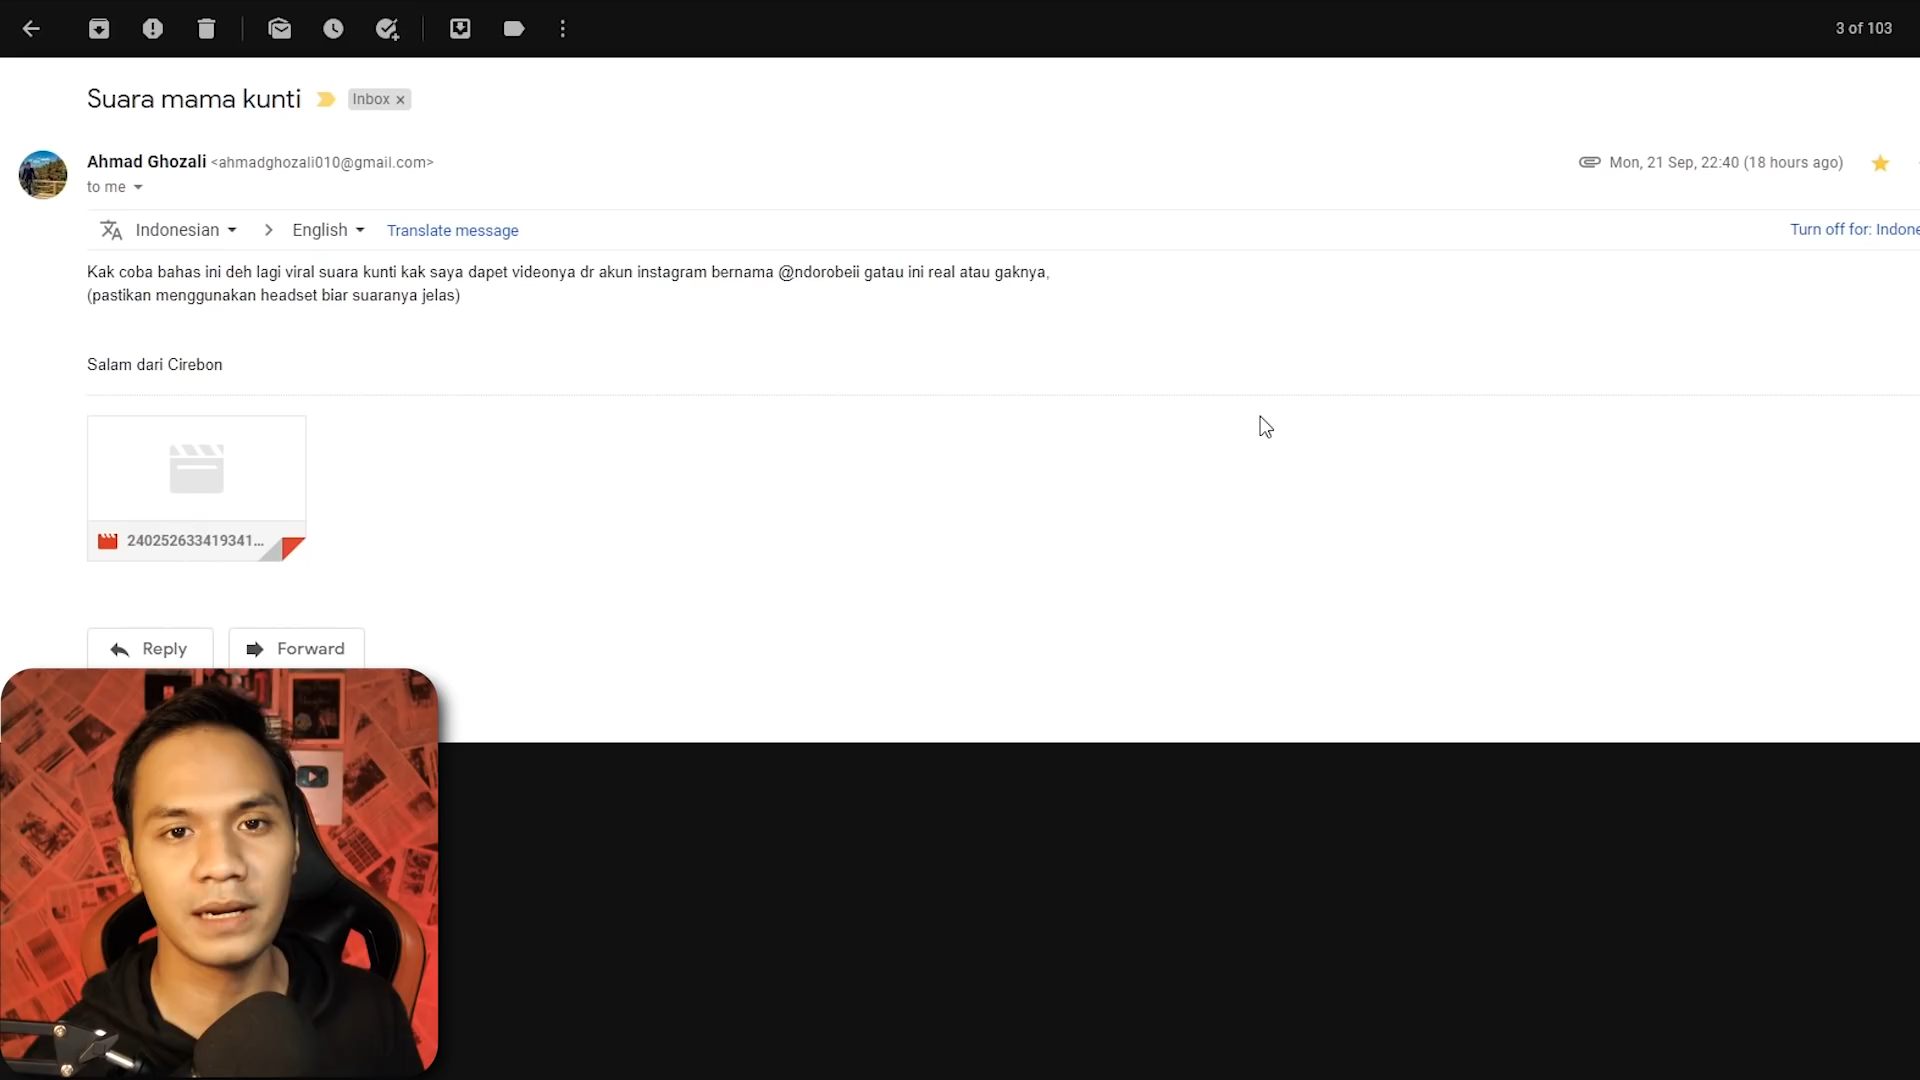 3 of 103
Suara mama kunti
Inbox ×
Ahmad Ghozali <ahmadghozali010@gmail.com>
Mon, 21 Sep, 22:40 (18 hours ago)
to me
Indonesian > English Translate message
Turn off for: Indone
Kak coba bahas ini deh lagi viral suara kunti kak saya dapet videonya dr akun instagram bernama @ndorobeii gatau ini real atau gaknya,
(pastikan menggunakan headset biar suaranya jelas)
Salam dari Cirebon
240252633419341...
Reply
Forward